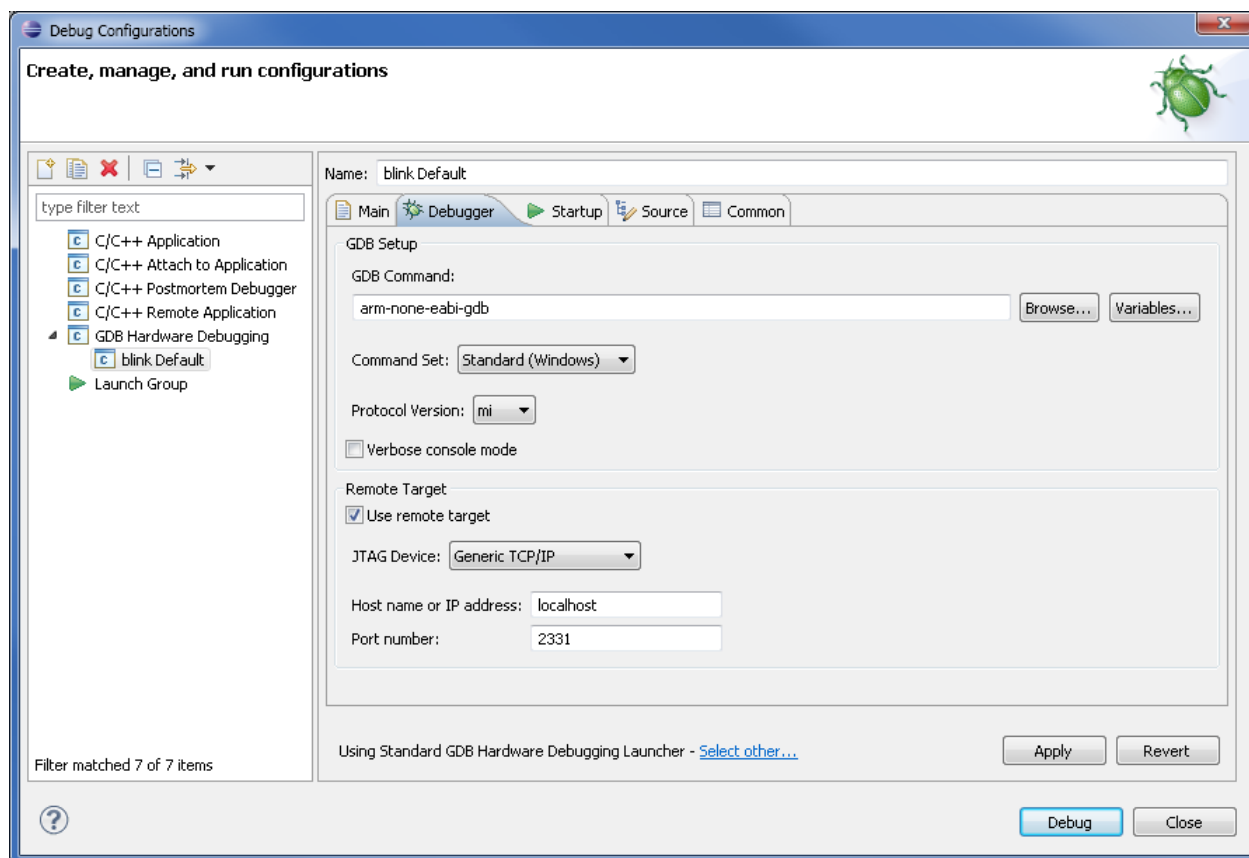 Debug Configurations
Create, manage, and run configurations
type filter text
C/C++ Application
C/C++ Attach to Application
C/C++ Postmortem Debugger
C/C++ Remote Application
GDB Hardware Debugging
blink Default
Launch Group
Filter matched 7 of 7 items
Name: blink Default
Main Debugger Startup Source Common
GDB Setup
GDB Command:
arm-none-eabi-gdb Browse... Variables...
Command Set: Standard (Windows)
Protocol Version: mi
Verbose console mode
Remote Target
Use remote target
JTAG Device: Generic TCP/IP
Host name or IP address: localhost
Port number: 2331
Using Standard GDB Hardware Debugging Launcher - Select other...
Apply Revert
Debug Close